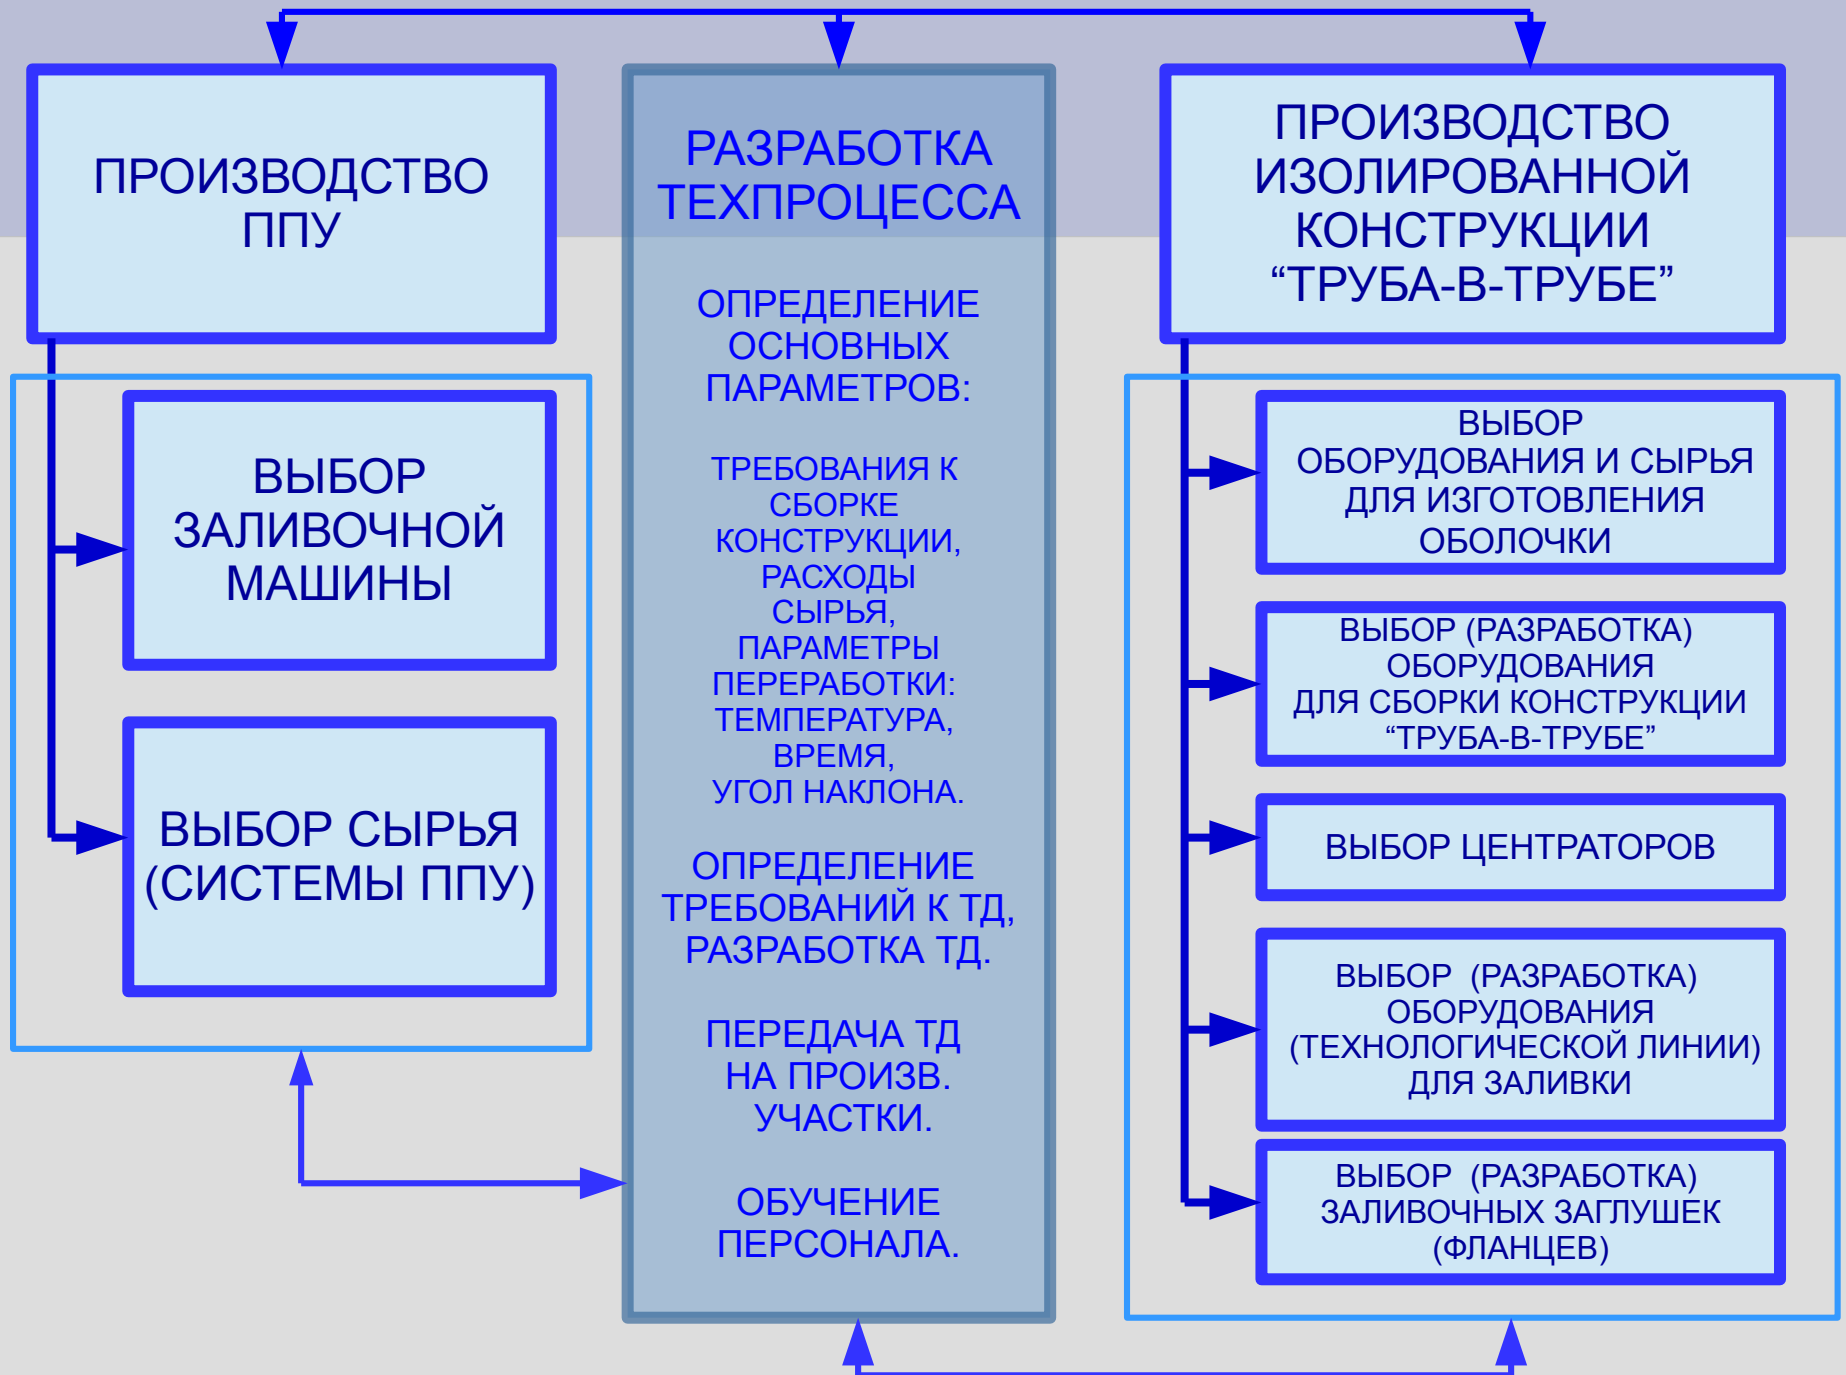 ПРОИЗВОДСТВО
ППУ
ВЫБОР
ЗАЛИВОЧНОЙ
МАШИНЫ
ВЫБОР СЫРЬЯ
(СИСТЕМЫ ППУ)
РАЗРАБОТКА
ТЕХПРОЦЕССА
ОПРЕДЕЛЕНИЕ
ОСНОВНЫХ
ПАРАМЕТРОВ:
ТРЕБОВАНИЯ К
СБОРКЕ
КОНСТРУКЦИИ,
РАСХОДЫ
СЫРЬЯ,
ПАРАМЕТРЫ
ПЕРЕРАБОТКИ:
ТЕМПЕРАТУРА,
ВРЕМЯ,
УГОЛ НАКЛОНА.
ОПРЕДЕЛЕНИЕ
ТРЕБОВАНИЙ К ТД,
РАЗРАБОТКА ТД.
ПЕРЕДАЧА ТД
НА ПРОИЗВ.
УЧАСТКИ.
ОБУЧЕНИЕ
ПЕРСОНАЛА.
ПРОИЗВОДСТВО
ИЗОЛИРОВАННОЙ
КОНСТРУКЦИИ
“ТРУБА-В-ТРУБЕ”
ВЫБОР
ОБОРУДОВАНИЯ И СЫРЬЯ
ДЛЯ ИЗГОТОВЛЕНИЯ
ОБОЛОЧКИ
ВЫБОР (РАЗРАБОТКА)
ОБОРУДОВАНИЯ
ДЛЯ СБОРКИ КОНСТРУКЦИИ
“ТРУБА-В-ТРУБЕ”
ВЫБОР ЦЕНТРАТОРОВ
ВЫБОР (РАЗРАБОТКА)
ОБОРУДОВАНИЯ
(ТЕХНОЛОГИЧЕСКОЙ ЛИНИИ)
ДЛЯ ЗАЛИВКИ
ВЫБОР (РАЗРАБОТКА)
ЗАЛИВОЧНЫХ ЗАГЛУШЕК
(ФЛАНЦЕВ)